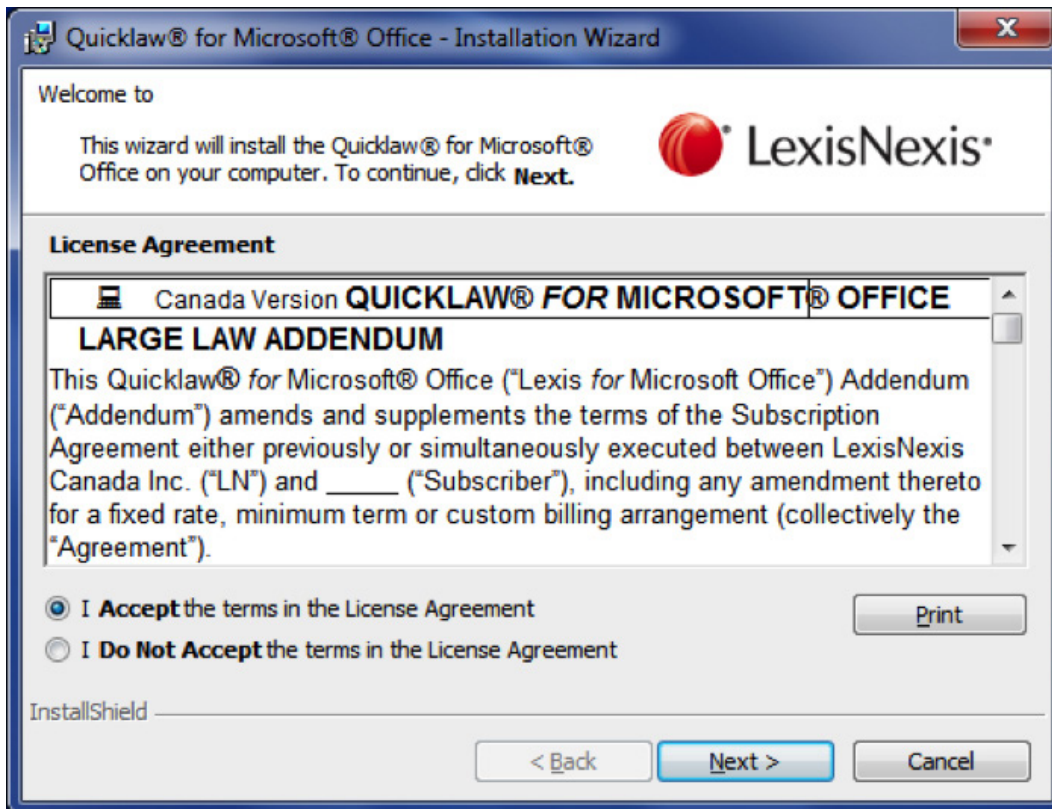 Quicklaw® for Microsoft® Office - Installation Wizard
Welcome to
This wizard will install the Quicklaw® for Microsoft®
Office on your computer. To continue, click Next.
LexisNexis®
License Agreement
Canada Version QUICKLAW® FOR MICROSOFT® OFFICE
LARGE LAW ADDENDUM
This Quicklaw® for Microsoft® Office (“Lexis for Microsoft Office”) Addendum
(“Addendum”) amends and supplements the terms of the Subscription
Agreement either previously or simultaneously executed between LexisNexis
Canada Inc. (“LN”) and _____ (“Subscriber”), including any amendment thereto
for a fixed rate, minimum term or custom billing arrangement (collectively the
“Agreement”).
I Accept the terms in the License Agreement
Print
I Do Not Accept the terms in the License Agreement
InstallShield
< Back
Next >
Cancel